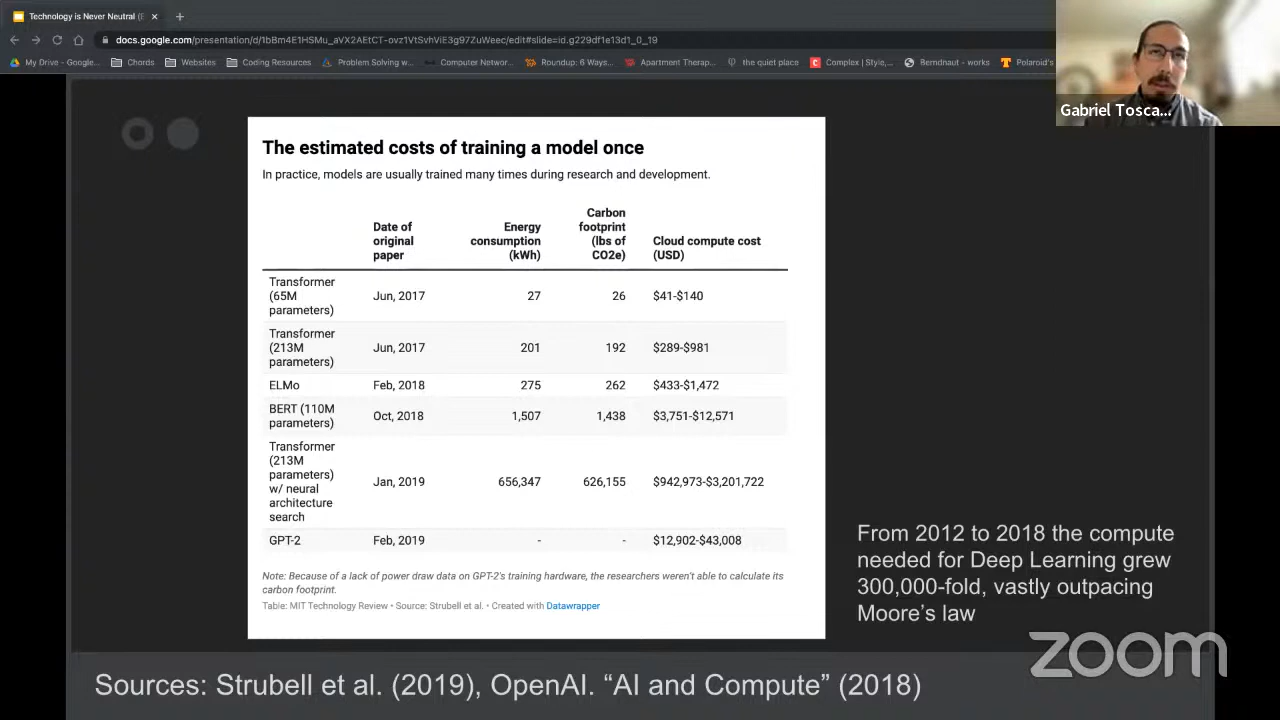 Technology is Never Neutral (E
docs.google.com/presentation/d/1bBm4E1HSMu_aVX2AEtCT-ovz1VtSvhViE3g97ZuWeec/edit#slide=id.g229df1e13d1_0_19
My Drive - Google... Chords Websites Coding Resources Problem Solving w... Computer Networ... Roundup: 6 Ways... Apartment Therap... the quiet place Complex | Style,... Berndnaut - works Polaroid's
Gabriel Tosca...
The estimated costs of training a model once
In practice, models are usually trained many times during research and development.
Date of original paper Energy consumption (kWh) Carbon footprint (lbs of CO2e) Cloud compute cost (USD)
Transformer (65M parameters) Jun, 2017 27 26 $41-$140
Transformer (213M parameters) Jun, 2017 201 192 $289-$981
ELMo Feb, 2018 275 262 $433-$1,472
BERT (110M parameters) Oct, 2018 1,507 1,438 $3,751-$12,571
Transformer (213M parameters) w/ neural architecture search Jan, 2019 656,347 626,155 $942,973-$3,201,722
GPT-2 Feb, 2019 - - $12,902-$43,008
Note: Because of a lack of power draw data on GPT-2's training hardware, the researchers weren't able to calculate its
carbon footprint.
Table: MIT Technology Review • Source: Strubell et al. • Created with Datawrapper
From 2012 to 2018 the compute
needed for Deep Learning grew
300,000-fold, vastly outpacing
Moore's law
zoom
Sources: Strubell et al. (2019), OpenAI. “AI and Compute” (2018)